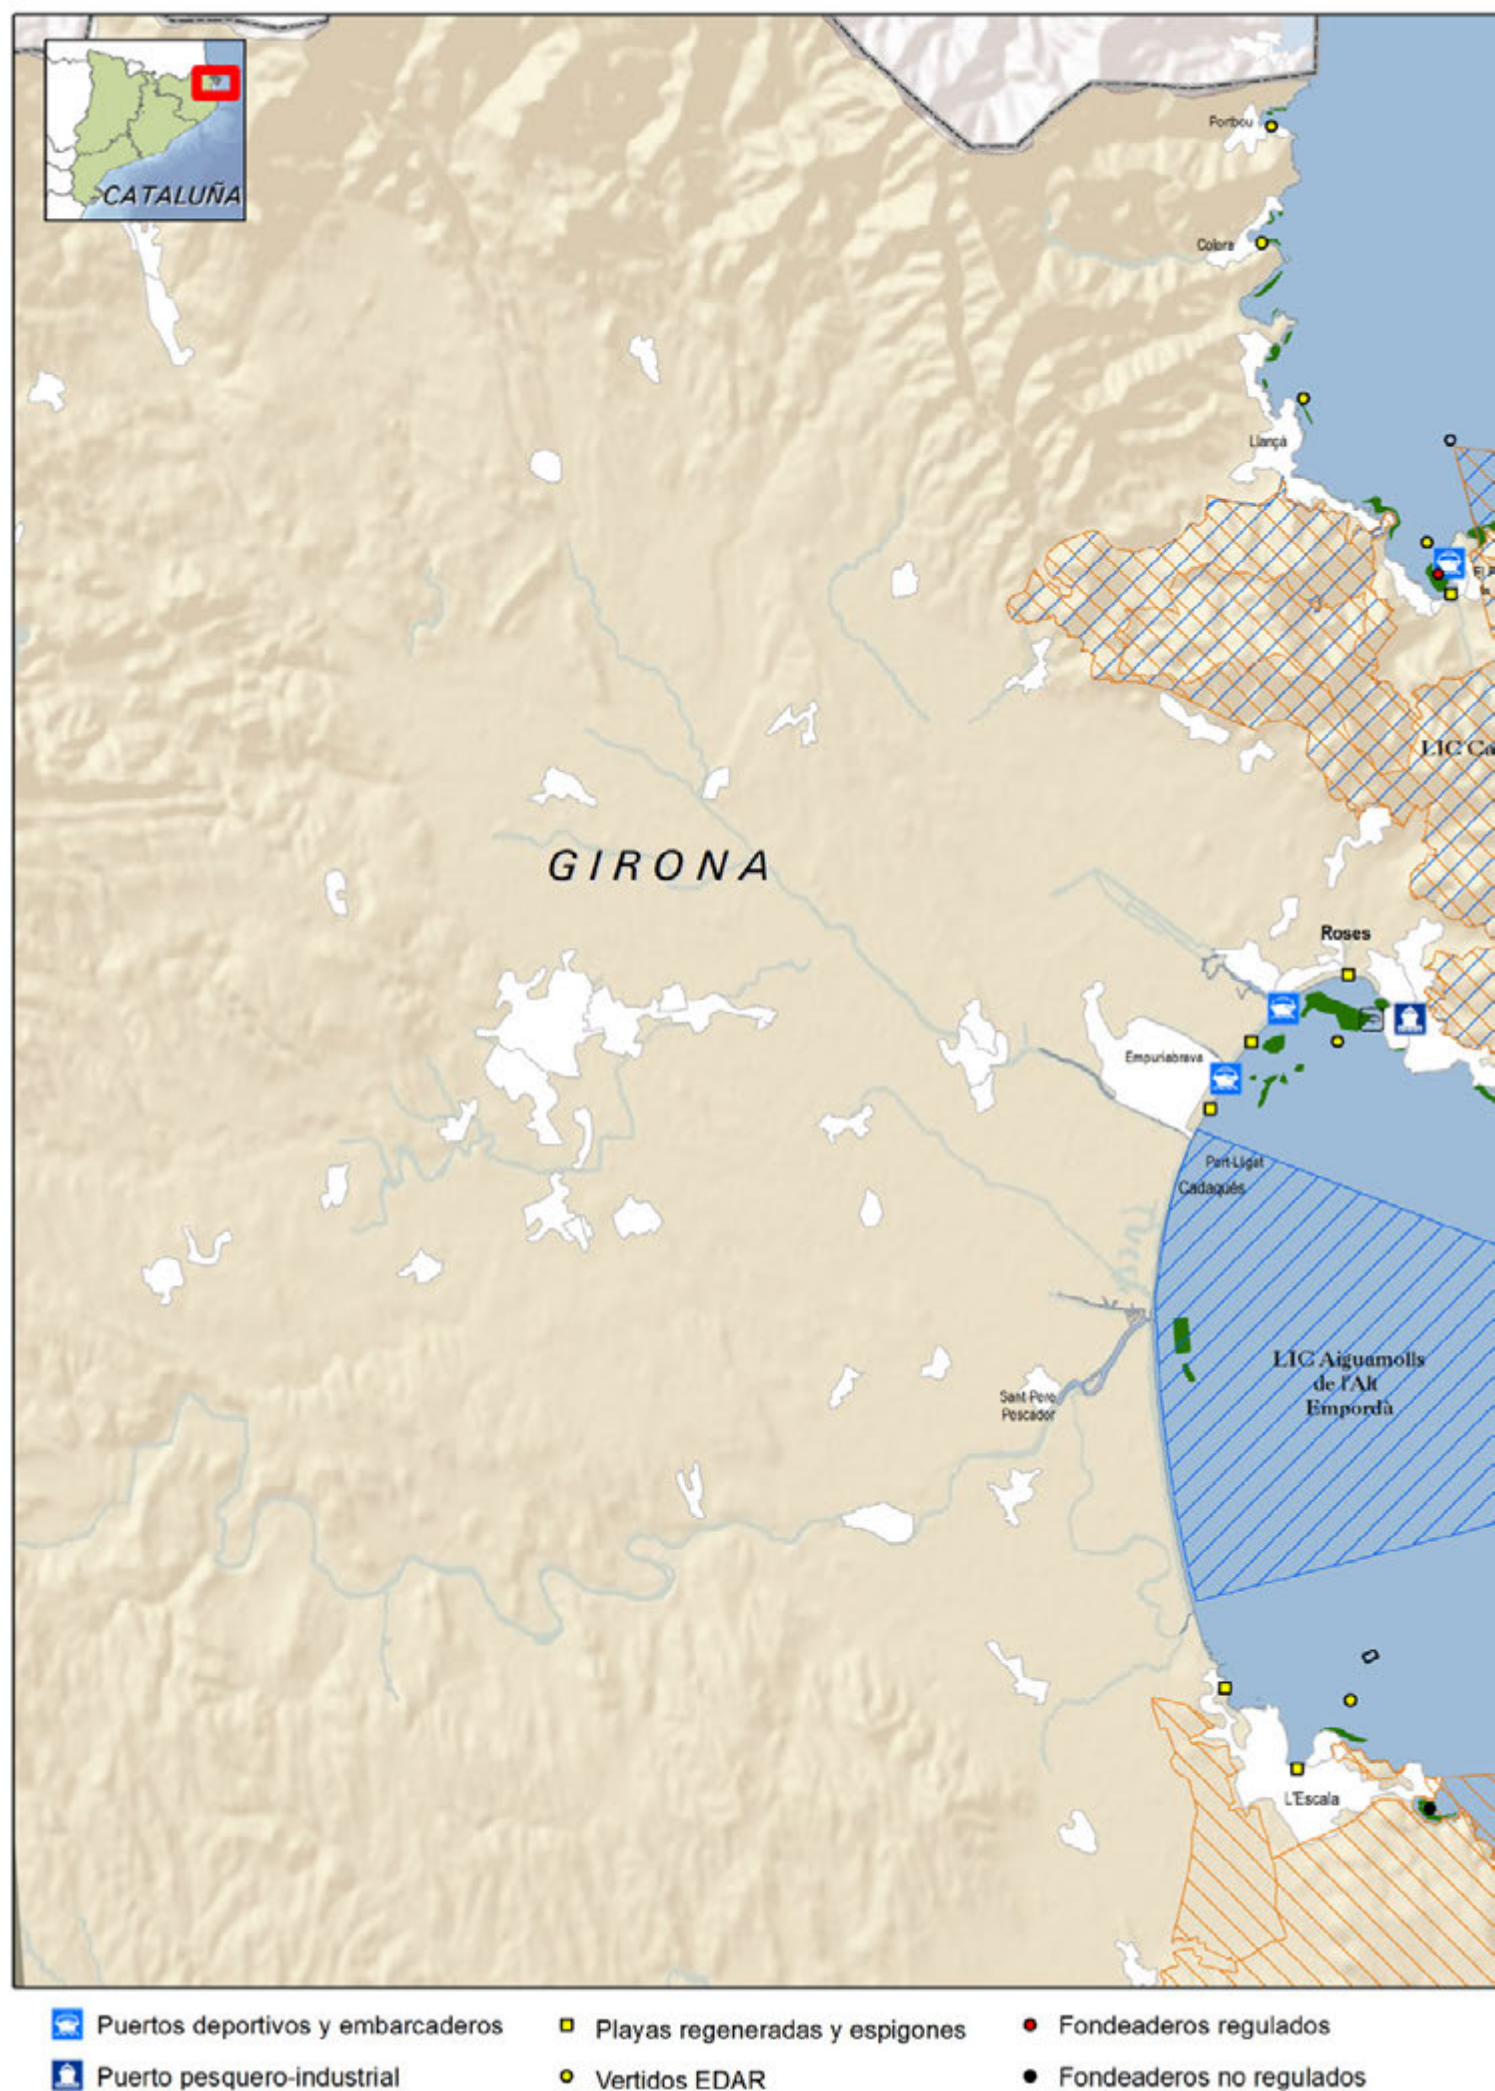 CATALUÑA
Portbou
Colera
Llançà
LIC Ca
GIRONA
Roses
Empuriabrava
Port-Lligat
Cadaqués
LIC Aiguamolls
de l'Alt
Empordà
Sant Pere
Pescador
L'Escala
Puertos deportivos y embarcaderos
Playas regeneradas y espigones
Fondeaderos regulados
Puerto pesquero-industrial
Vertidos EDAR
Fondeaderos no regulados